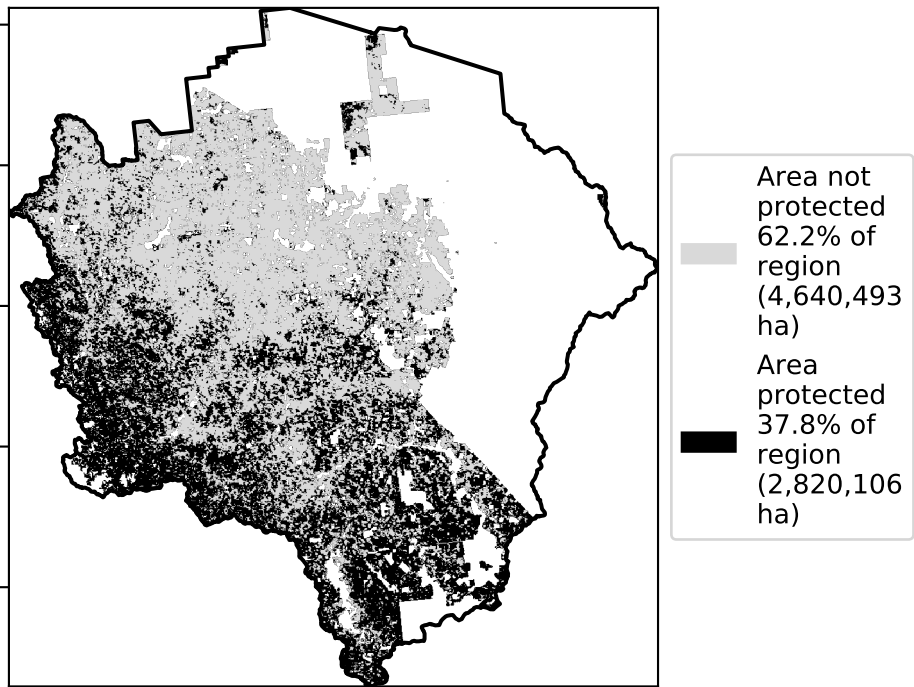 Area not
protected
62.2% of
region
(4,640,493
ha)
Area
protected
37.8% of
region
(2,820,106
ha)